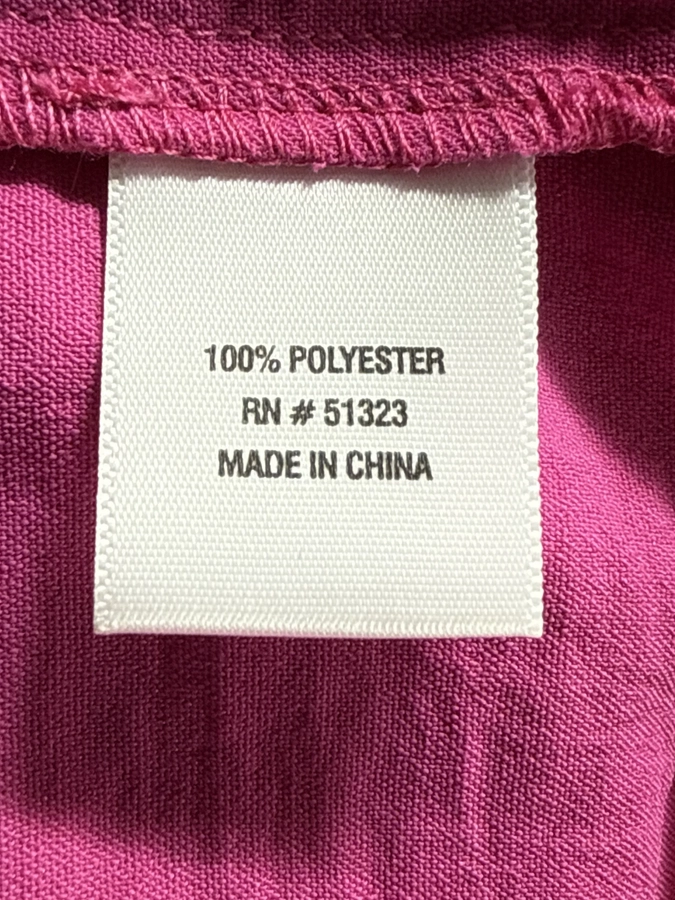 100% POLYESTER
RN # 51323
MADE IN CHINA